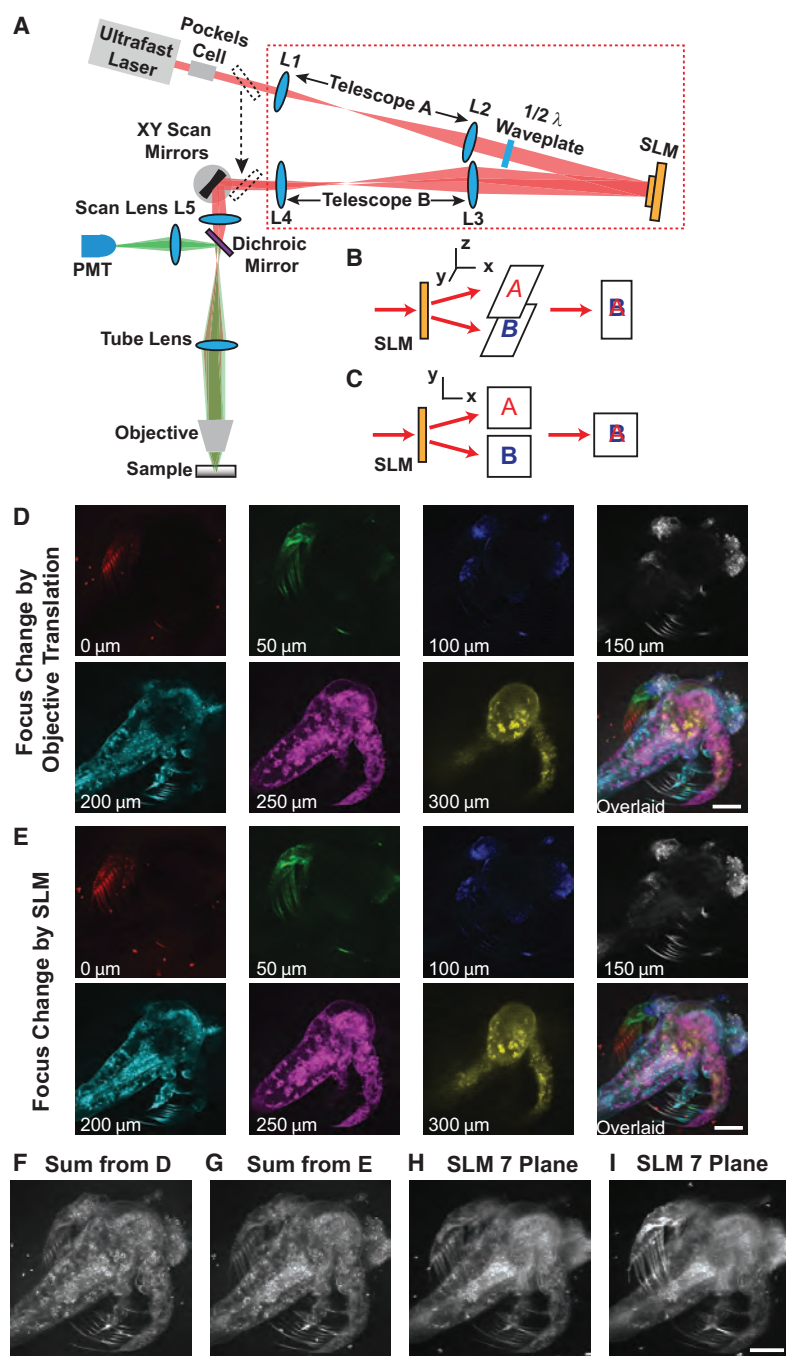 A
Ultrafast
Laser
Pockels
Cell
L1
Telescope A
L2
1/2 λ
Waveplate
SLM
XY Scan
Mirrors
Telescope B
L4
L3
Scan Lens L5
PMT
Dichroic
Mirror
Tube Lens
Objective
Sample
B
z
y
x
A
B
SLM
B
A
C
y
x
A
B
SLM
B
A
D
Focus Change by
Objective Translation
0 µm
50 µm
100 µm
150 µm
200 µm
250 µm
300 µm
Overlaid
E
Focus Change by SLM
0 µm
50 µm
100 µm
150 µm
200 µm
250 µm
300 µm
Overlaid
F Sum from D
G Sum from E
H SLM 7 Plane
I SLM 7 Plane